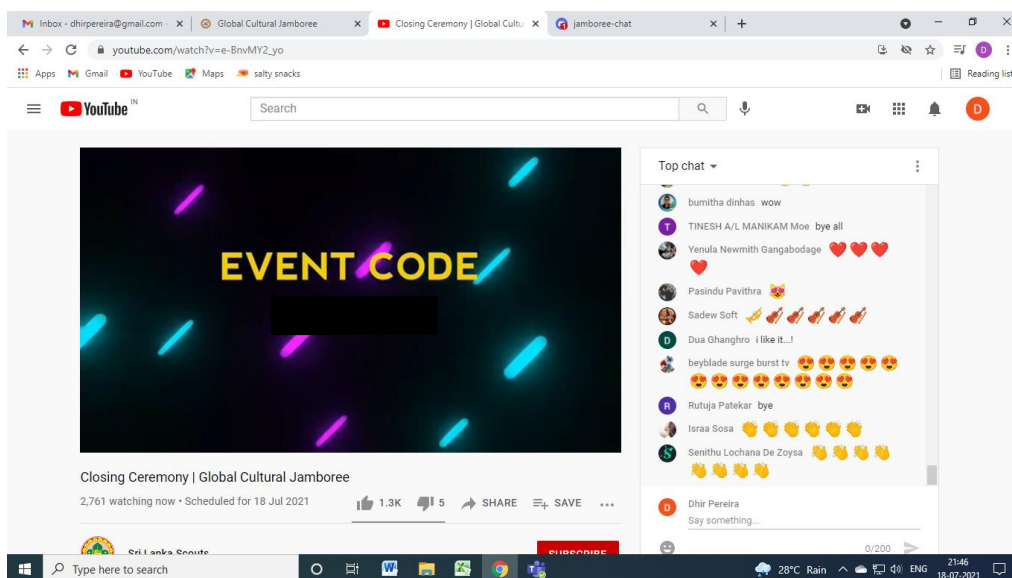 Inbox - dhirpereira@gmail.com -
Global Cultural Jamboree
Closing Ceremony | Global Cultu
jamboree-chat
youtube.com/watch?v=e-BnvMY2_yo
D
Apps Gmail YouTube Maps salty snacks
Reading list
YouTube IN
Search
D
EVENT CODE
Closing Ceremony | Global Cultural Jamboree
2,761 watching now • Scheduled for 18 Jul 2021
1.3K 5 SHARE SAVE
Sri Lanka Scouts
SUBSCRIBE
Top chat
bumitha dinhas wow
T TINESH A/L MANIKAM Moe bye all
Yenula Newmith Gangabodage
Pasindu Pavithra
Sadew Soft
D Dua Ghanghro i like it...!
beyblade surge burst tv
R Rutuja Patekar bye
Israa Sosa
S Senithu Lochana De Zoysa
D Dhir Pereira
Say something...
0/200
Type here to search
28°C Rain
ENG
21:46
18-07-2021